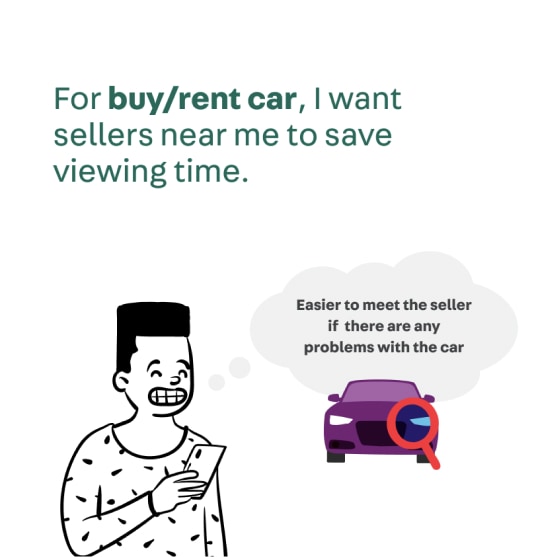 For buy/rent car, I want
sellers near me to save
viewing time.
Easier to meet the seller
if there are any
problems with the car